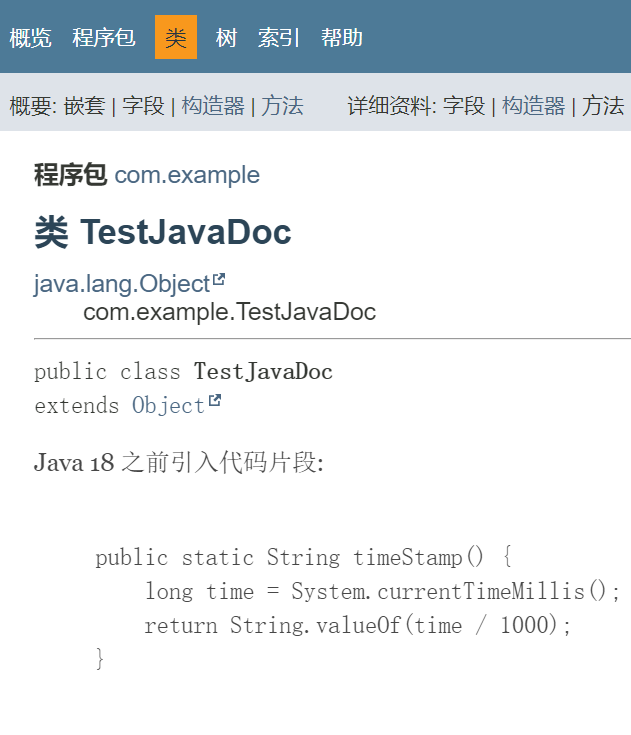 概览 程序包 类 树 索引 帮助
概要: 嵌套 | 字段 | 构造器 | 方法 详细资料: 字段 | 构造器 | 方法
程序包 com.example
类 TestJavaDoc
java.lang.Object
com.example.TestJavaDoc
public class TestJavaDoc
extends Object
Java 18 之前引入代码片段:
public static String timeStamp() {
    long time = System.currentTimeMillis();
    return String.valueOf(time / 1000);
}